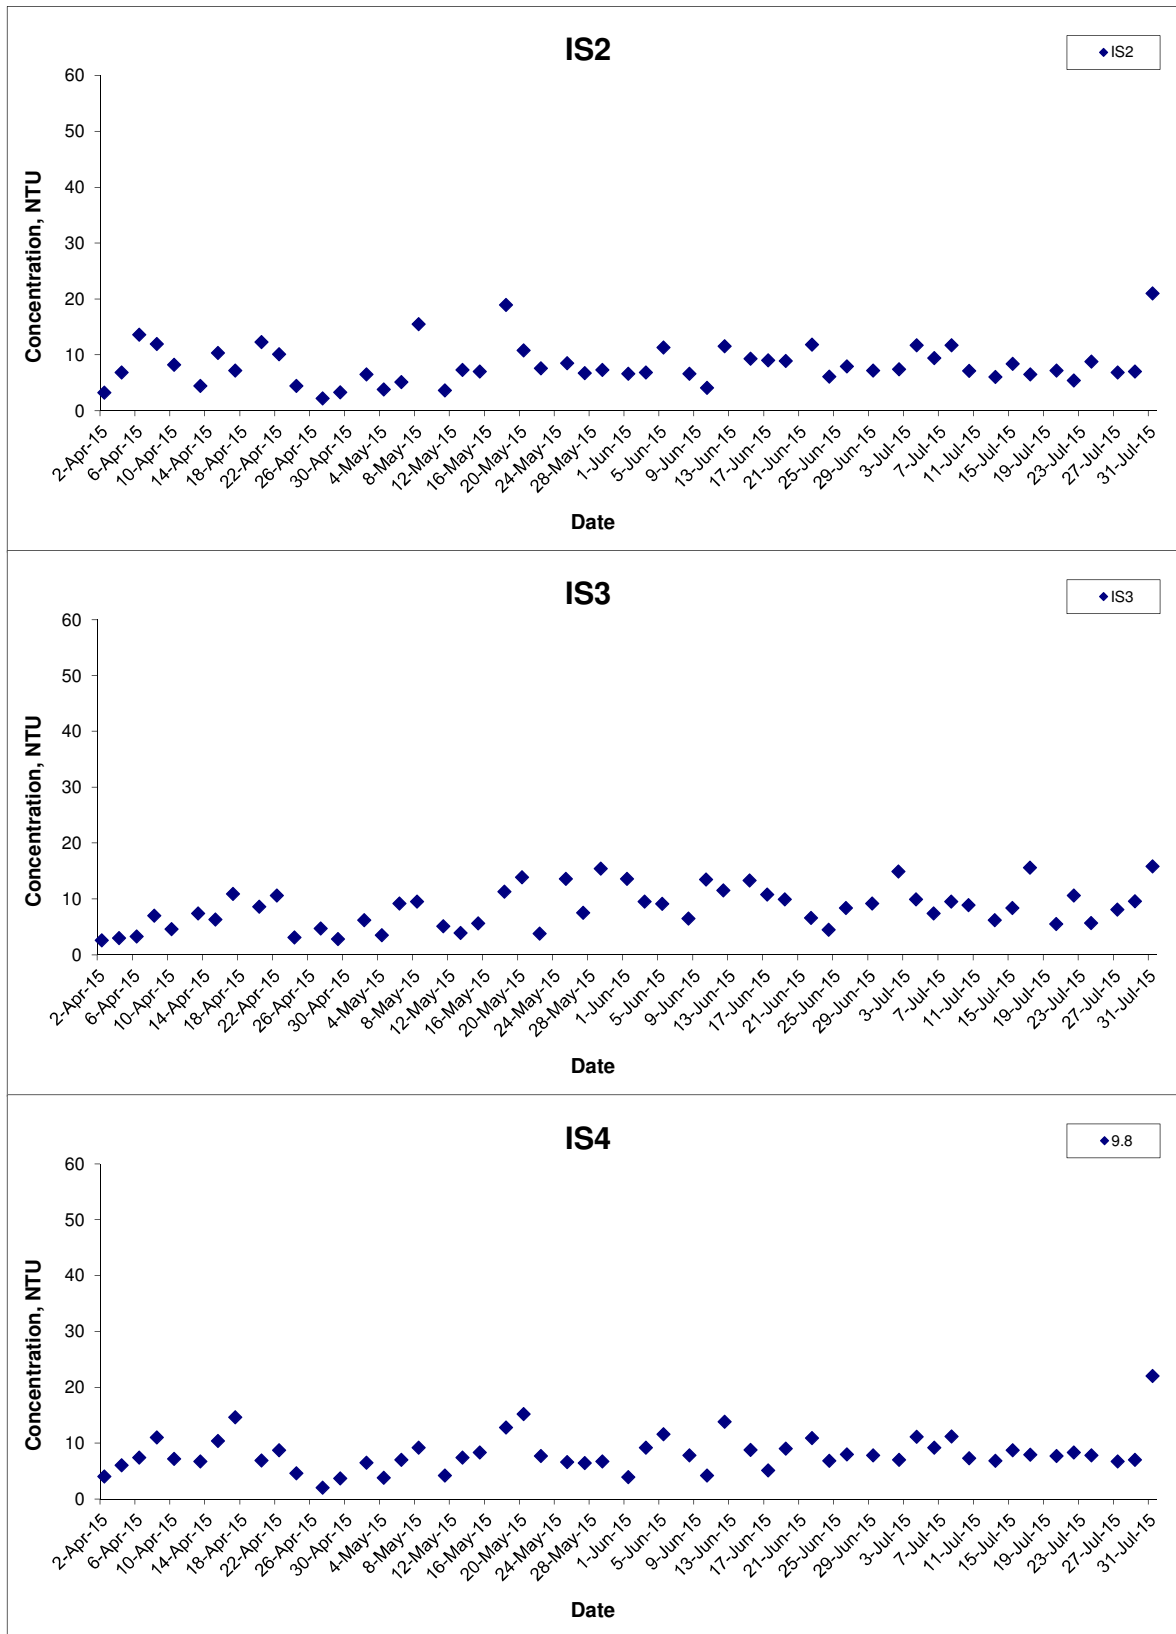 IS2
IS2
60
50
40
30
20
10
0
Concentration, NTU
2-Apr-15 6-Apr-15 10-Apr-15 14-Apr-15 18-Apr-15 22-Apr-15 26-Apr-15 30-Apr-15 4-May-15 8-May-15 12-May-15 16-May-15 20-May-15 24-May-15 28-May-15 1-Jun-15 5-Jun-15 9-Jun-15 13-Jun-15 17-Jun-15 21-Jun-15 25-Jun-15 29-Jun-15 3-Jul-15 7-Jul-15 11-Jul-15 15-Jul-15 19-Jul-15 23-Jul-15 27-Jul-15 31-Jul-15
Date
IS3
IS3
60
50
40
30
20
10
0
Concentration, NTU
2-Apr-15 6-Apr-15 10-Apr-15 14-Apr-15 18-Apr-15 22-Apr-15 26-Apr-15 30-Apr-15 4-May-15 8-May-15 12-May-15 16-May-15 20-May-15 24-May-15 28-May-15 1-Jun-15 5-Jun-15 9-Jun-15 13-Jun-15 17-Jun-15 21-Jun-15 25-Jun-15 29-Jun-15 3-Jul-15 7-Jul-15 11-Jul-15 15-Jul-15 19-Jul-15 23-Jul-15 27-Jul-15 31-Jul-15
Date
IS4
9.8
60
50
40
30
20
10
0
Concentration, NTU
2-Apr-15 6-Apr-15 10-Apr-15 14-Apr-15 18-Apr-15 22-Apr-15 26-Apr-15 30-Apr-15 4-May-15 8-May-15 12-May-15 16-May-15 20-May-15 24-May-15 28-May-15 1-Jun-15 5-Jun-15 9-Jun-15 13-Jun-15 17-Jun-15 21-Jun-15 25-Jun-15 29-Jun-15 3-Jul-15 7-Jul-15 11-Jul-15 15-Jul-15 19-Jul-15 23-Jul-15 27-Jul-15 31-Jul-15
Date